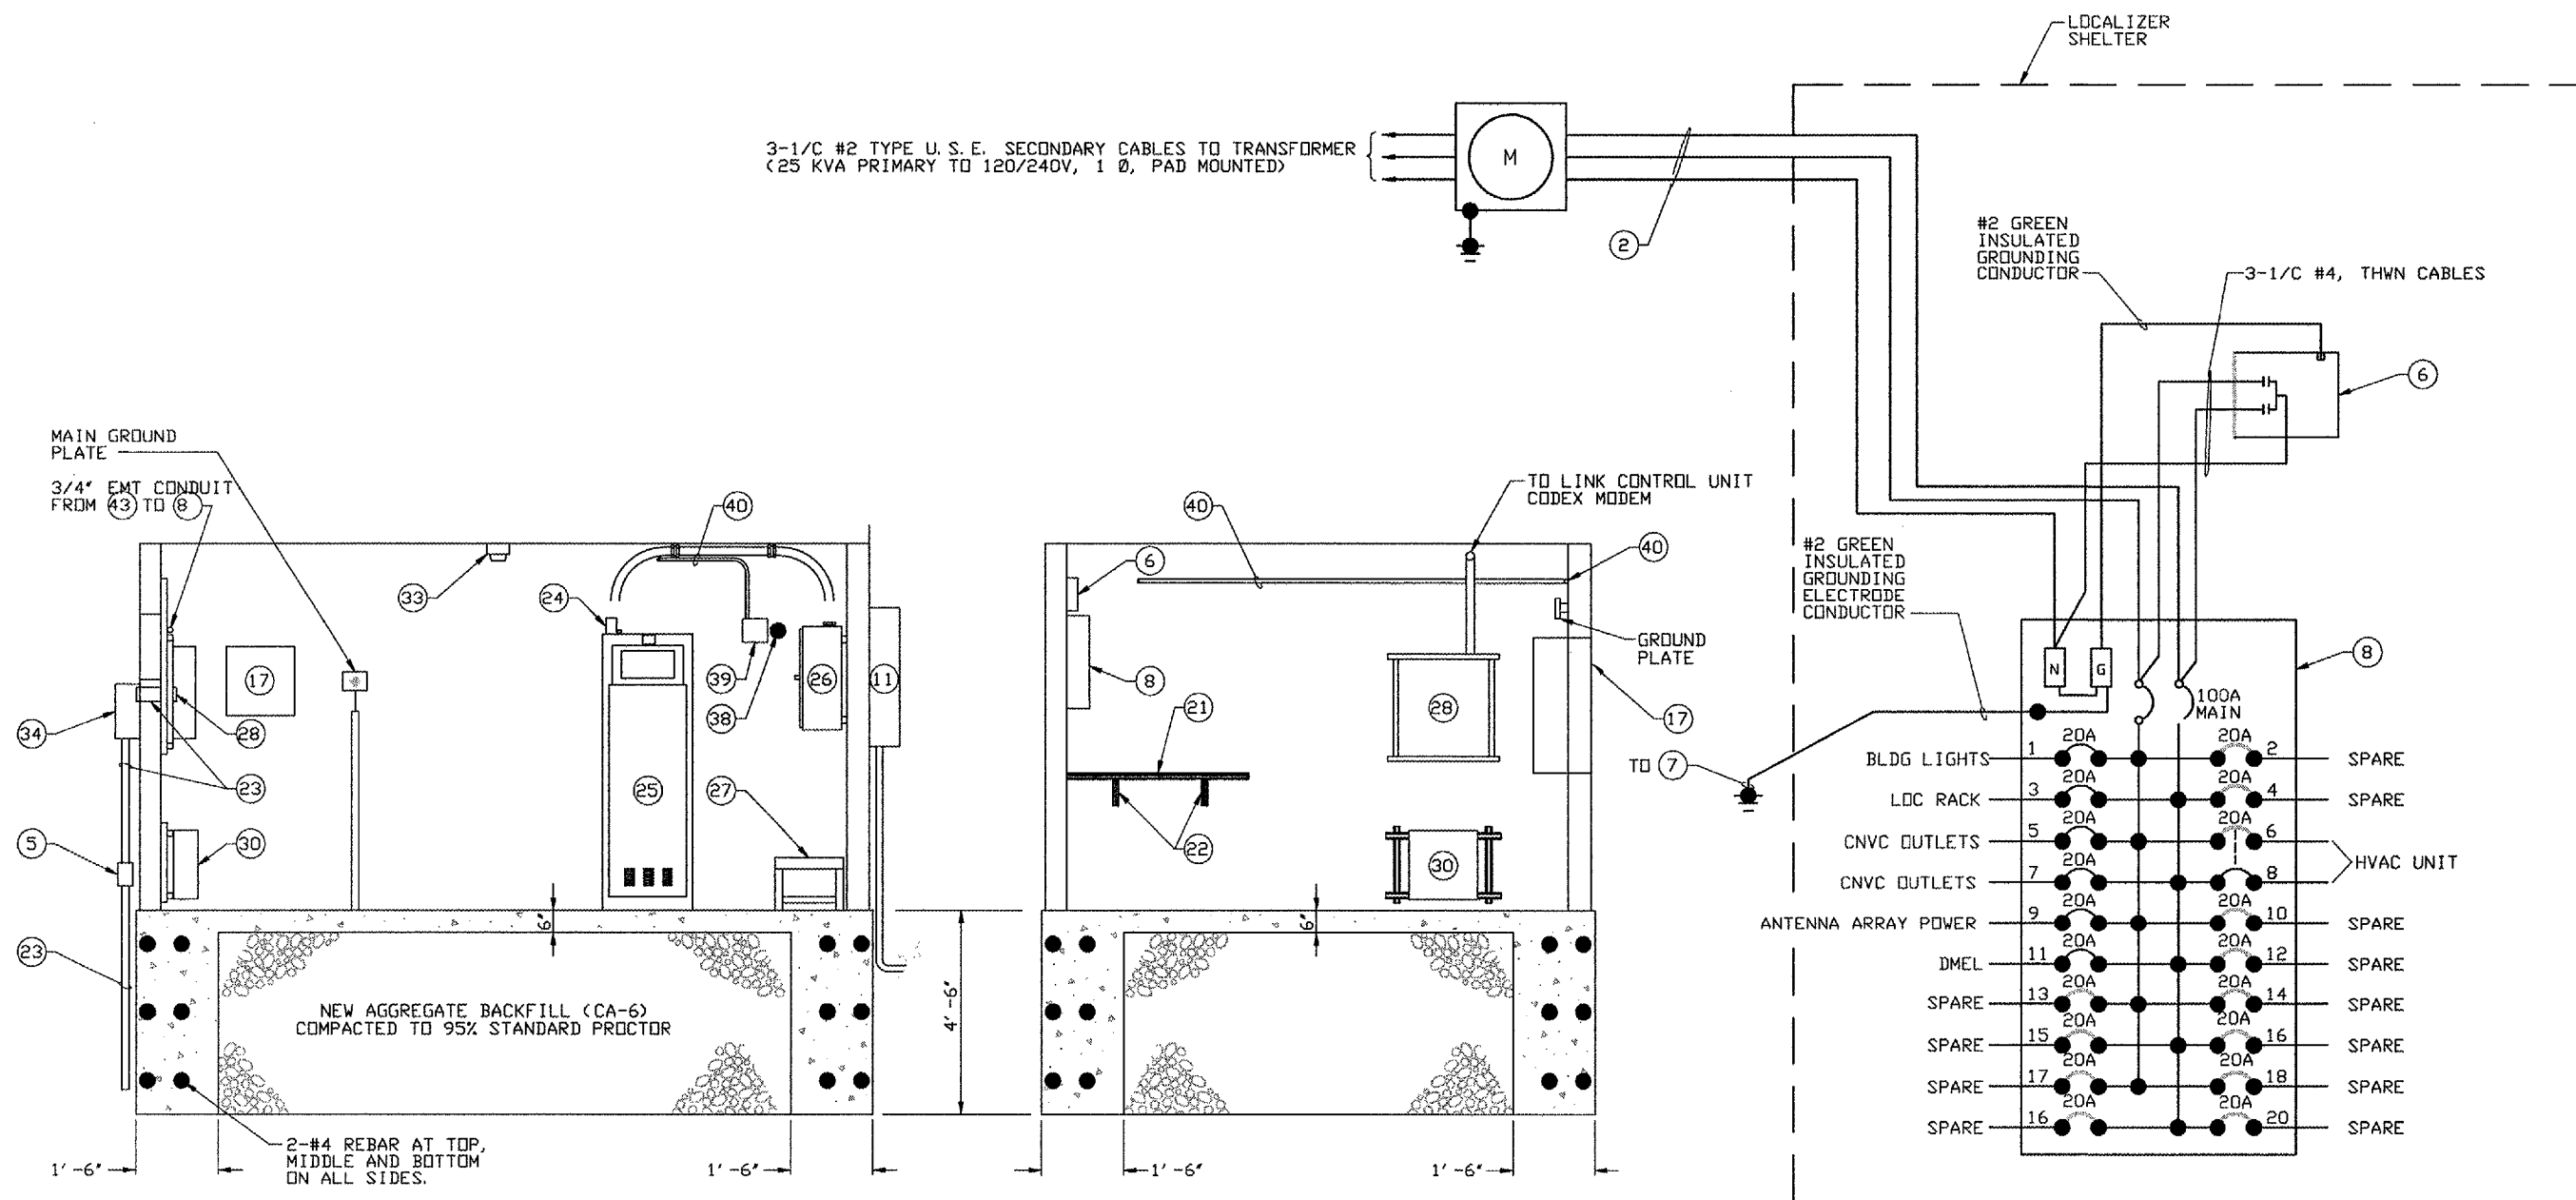 LOCALIZER
SHELTER
3-1/C #2 TYPE U.S.E. SECONDARY CABLES TO TRANSFORMER
(25 KVA PRIMARY TO 120/240V, 1 Ø, PAD MOUNTED)
M
2
#2 GREEN
INSULATED
GROUNDING
CONDUCTOR
3-1/C #4, THWN CABLES
6
MAIN GROUND
PLATE
3/4" EMT CONDUIT
FROM 43 TO 8
40
33
24
17
39
38
26
11
34
28
23
25
27
5
30
23
6"
NEW AGGREGATE BACKFILL (CA-6)
COMPACTED TO 95% STANDARD PROCTOR
4'-6"
2-#4 REBAR AT TOP,
MIDDLE AND BOTTOM
ON ALL SIDES.
1'-6"
1'-6"
TO LINK CONTROL UNIT
CODEX MODEM
40
40
6
8
GROUND
PLATE
28
17
21
22
30
6"
1'-6"
1'-6"
#2 GREEN
INSULATED
GROUNDING
ELECTRODE
CONDUCTOR
TO 7
8
N
G
100A
MAIN
20A 20A
BLDG LIGHTS 1 2 SPARE
20A 20A
LOC RACK 3 4 SPARE
20A 20A
CNVC OUTLETS 5 6
HVAC UNIT
20A 20A
CNVC OUTLETS 7 8
20A 20A
ANTENNA ARRAY POWER 9 10 SPARE
20A 20A
DMEL 11 12 SPARE
20A 20A
SPARE 13 14 SPARE
20A 20A
SPARE 15 16 SPARE
20A 20A
SPARE 17 18 SPARE
20A 20A
SPARE 16 20 SPARE